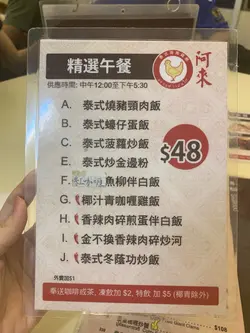 精選午餐
供應時間: 中午12:00至下午5:30
阿來
A. 泰式燒豬頸肉飯
B. 泰式蠔仔蛋飯
C. 泰式菠蘿炒飯
E. 泰式炒金邊粉
F. 魚柳伴白飯
G. 椰汁青咖喱雞飯
H. 香辣肉碎煎蛋伴白飯
I. 金不換香辣肉碎炒河
J. 泰式冬蔭功炒飯
$48
外賣3051
奉送咖啡或茶, 凍飲加 $2, 特飲 加 $5 (椰青除外)